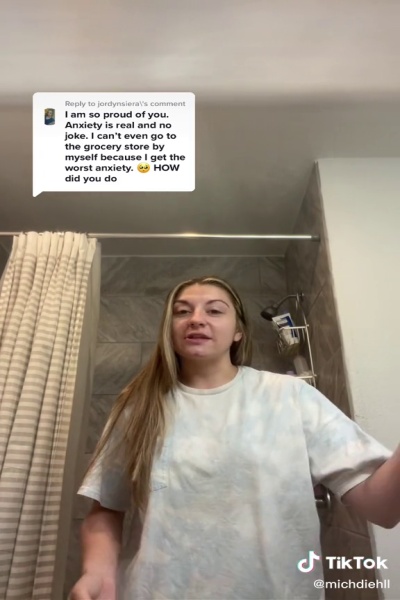 Reply to jordynsiera\'s comment
I am so proud of you.
Anxiety is real and no
joke. I can't even go to
the grocery store by
myself because I get the
worst anxiety. 🥺 HOW
did you do
TikTok
@michdiehll